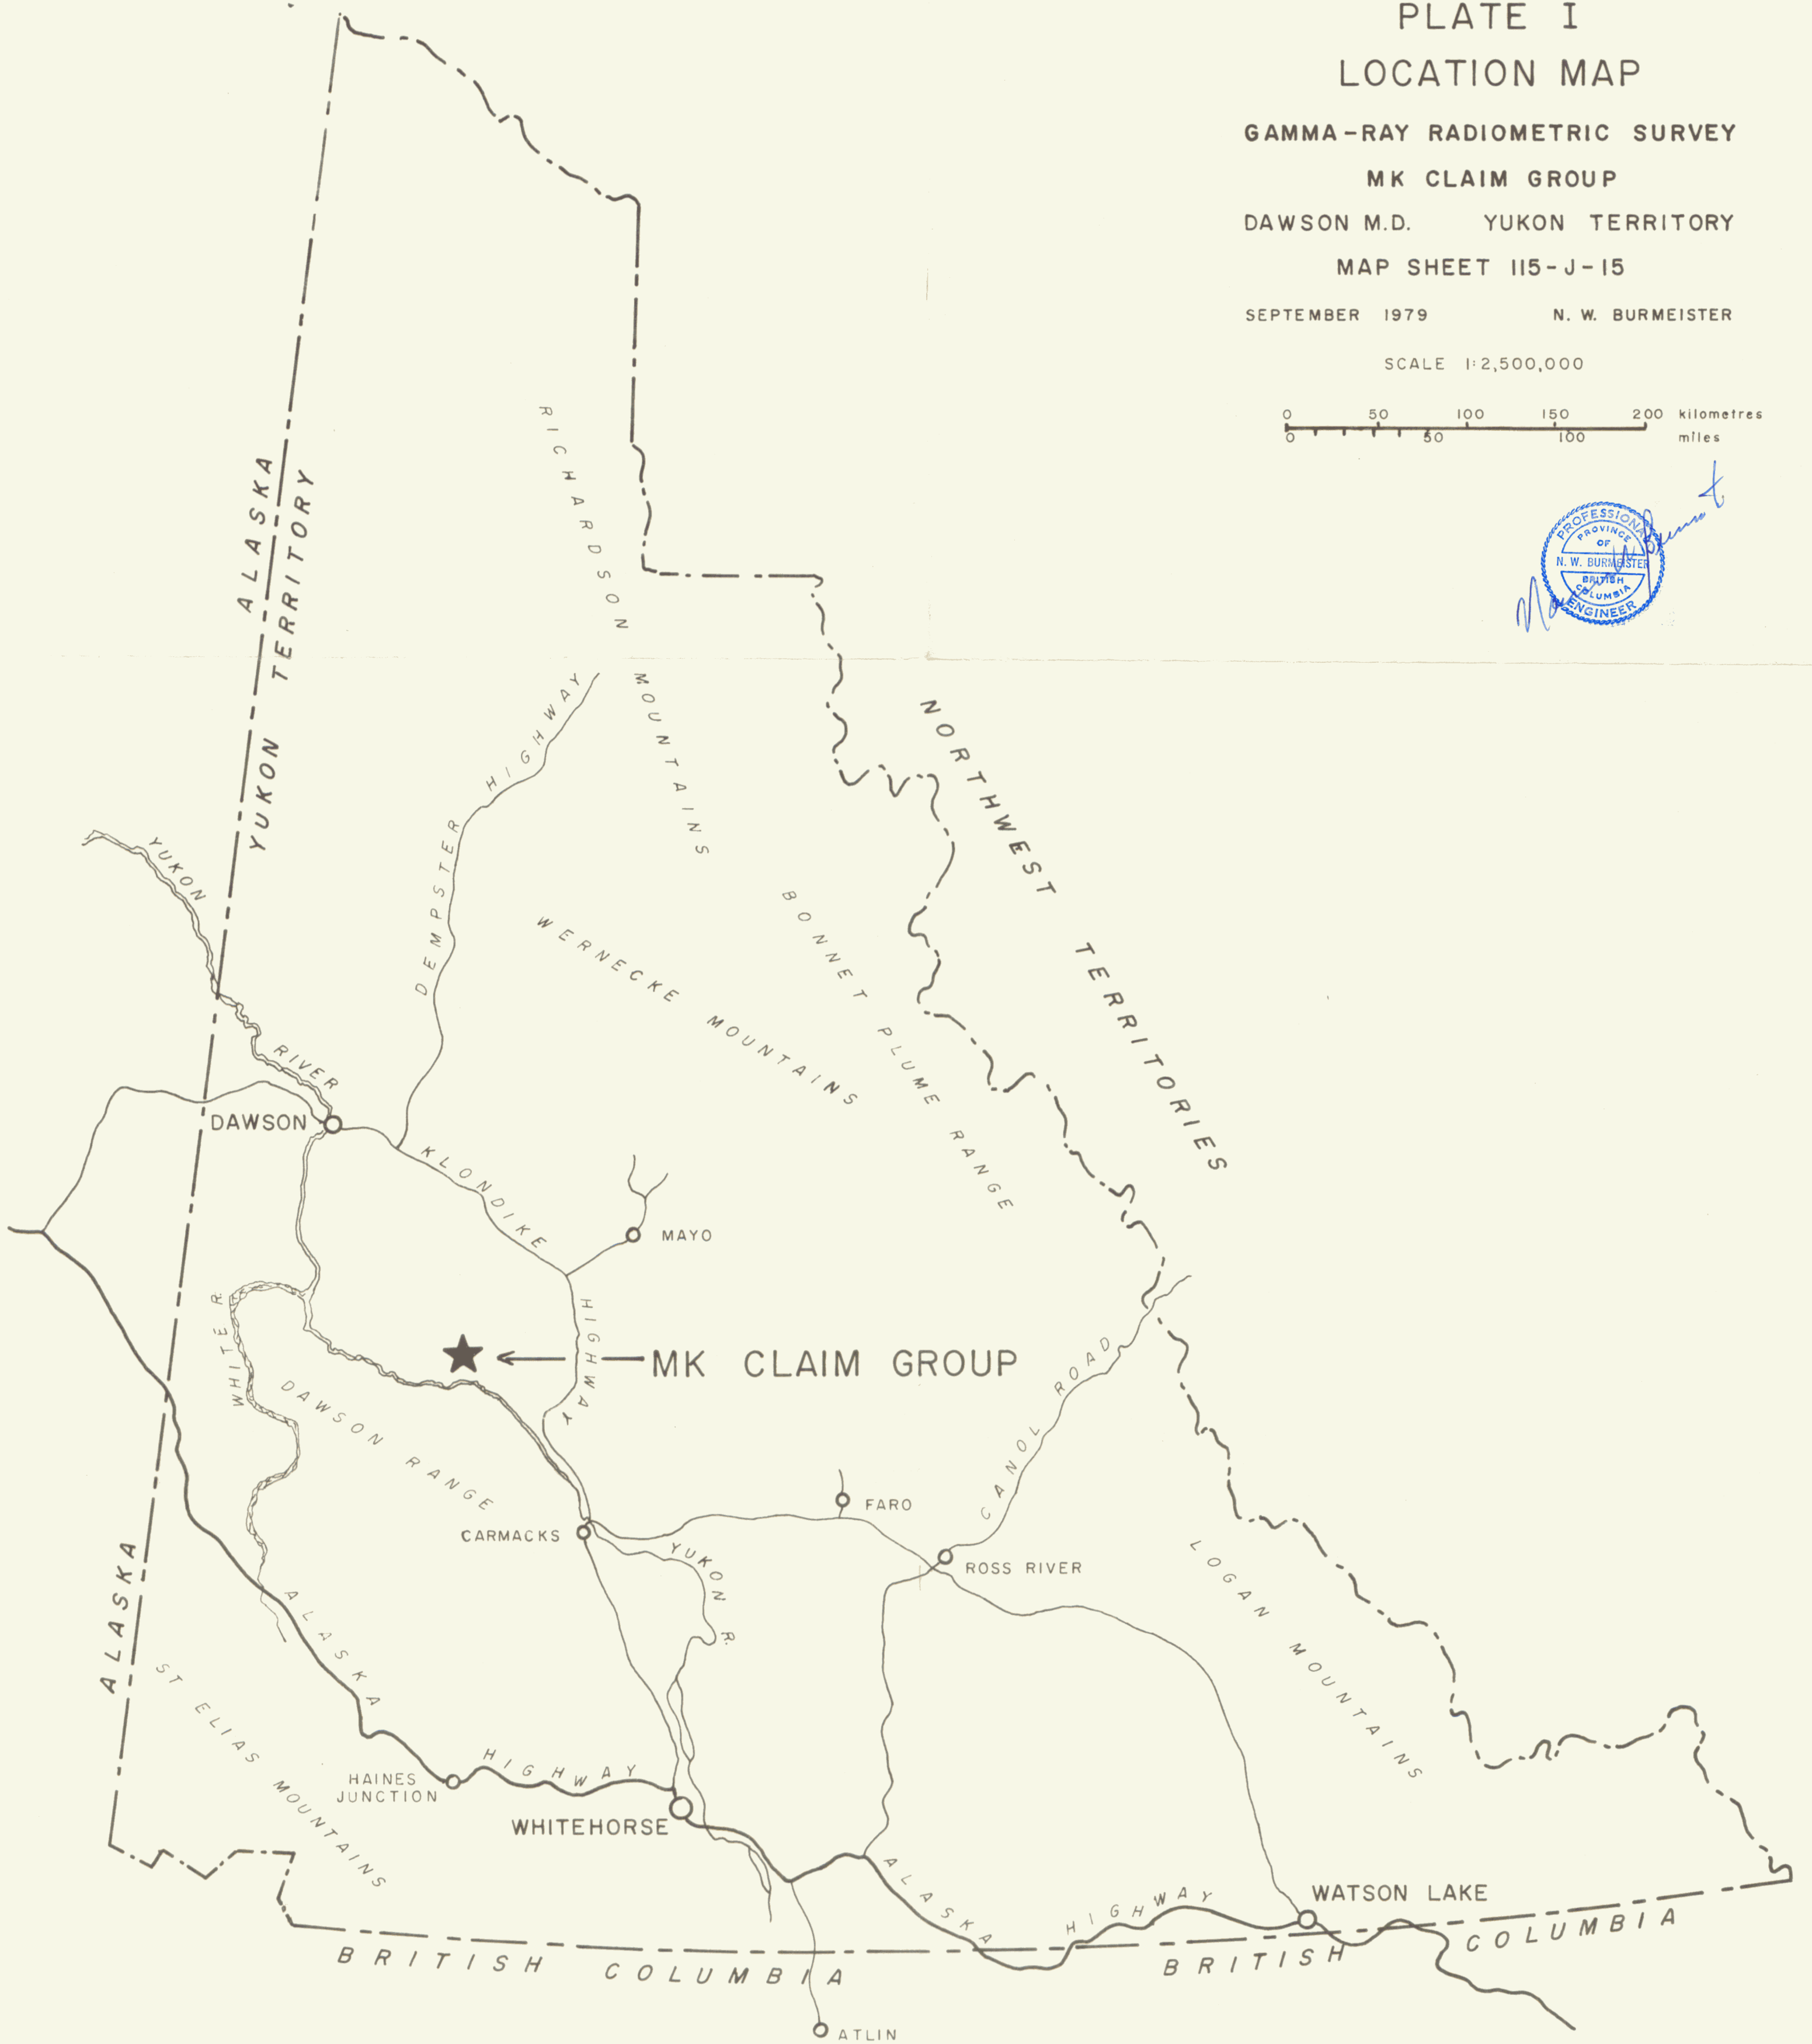 PLATE I
LOCATION MAP
GAMMA-RAY RADIOMETRIC SURVEY
MK CLAIM GROUP
DAWSON M.D. YUKON TERRITORY
MAP SHEET 115-J-15
SEPTEMBER 1979 N. W. BURMEISTER
SCALE 1:2,500,000
0 50 100 150 200 kilometres
0 50 100 miles
PROFESSIONAL
PROVINCE
OF
N. W. BURMEISTER
BRITISH
COLUMBIA
ENGINEER
ALASKA
YUKON TERRITORY
RICHARDSON MOUNTAINS
NORTHWEST TERRITORIES
DEMPSTER HIGHWAY
YUKON RIVER
WERNECKE MOUNTAINS
BONNET PLUME RANGE
DAWSON
KLONDIKE HIGHWAY
MAYO
WHITE R.
MK CLAIM GROUP
DAWSON RANGE
CANOL ROAD
FARO
CARMACKS
YUKON R.
ROSS RIVER
LOGAN MOUNTAINS
ALASKA
ALASKA HIGHWAY
ST ELIAS MOUNTAINS
HAINES
JUNCTION
WHITEHORSE
ALASKA HIGHWAY
WATSON LAKE
BRITISH COLUMBIA
BRITISH COLUMBIA
ATLIN